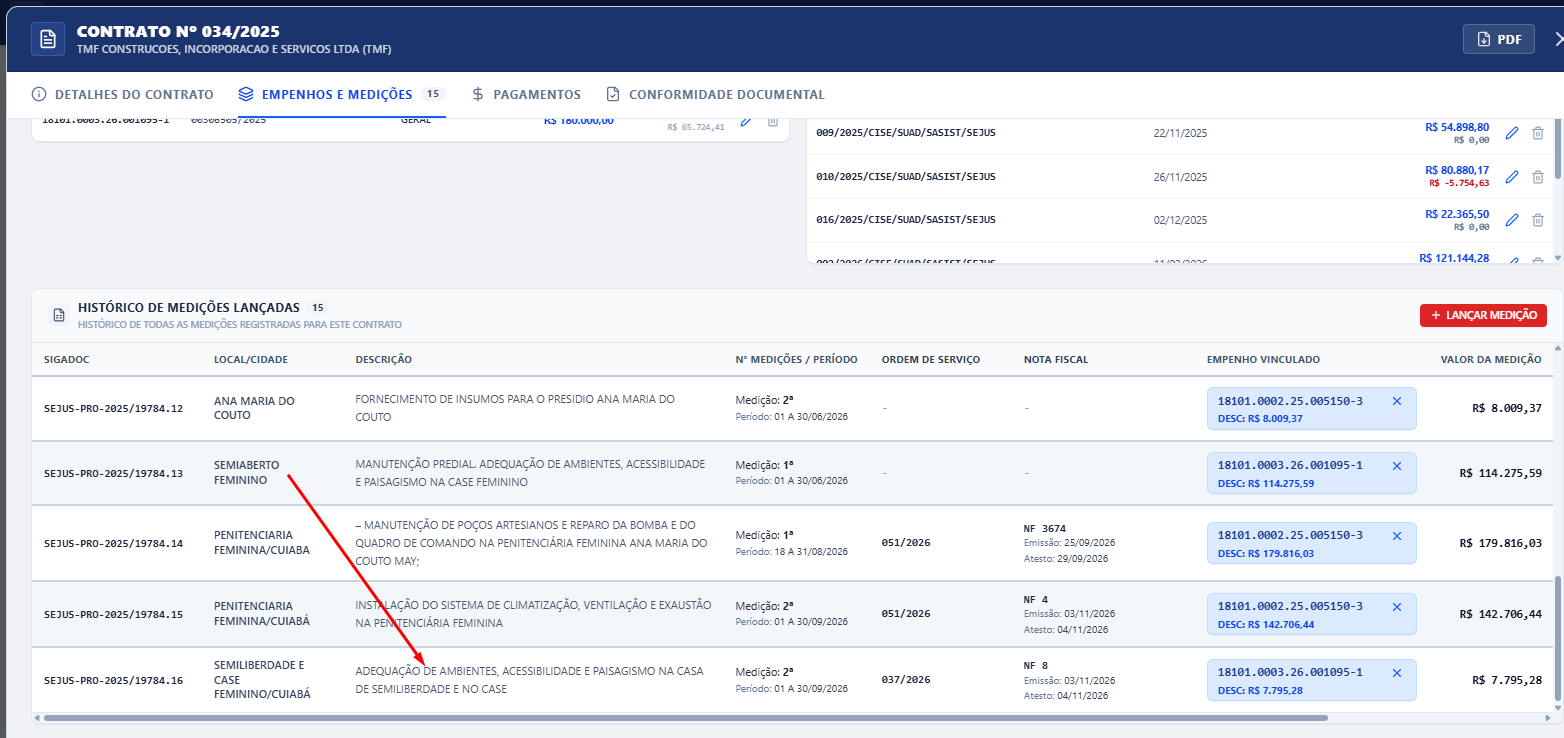 CONTRATO Nº 034/2025
TMF CONSTRUCOES, INCORPORACAO E SERVICOS LTDA (TMF)
PDF
DETALHES DO CONTRATO
EMPENHOS E MEDIÇÕES 15
PAGAMENTOS
CONFORMIDADE DOCUMENTAL
18101.0003.26.001095-1 00306505/2025 GERAL R$ 180.000,00
R$ 65.724,41
009/2025/CISE/SUAD/SASIST/SEJUS 22/11/2025 R$ 54.898,80
R$ 0,00
010/2025/CISE/SUAD/SASIST/SEJUS 26/11/2025 R$ 80.880,17
R$ -5.754,63
016/2025/CISE/SUAD/SASIST/SEJUS 02/12/2025 R$ 22.365,50
R$ 0,00
R$ 121.144,28
HISTÓRICO DE MEDIÇÕES LANÇADAS 15
HISTÓRICO DE TODAS AS MEDIÇÕES REGISTRADAS PARA ESTE CONTRATO
+ LANÇAR MEDIÇÃO
SIGADOC LOCAL/CIDADE DESCRIÇÃO Nº MEDIÇÕES / PERÍODO ORDEM DE SERVIÇO NOTA FISCAL EMPENHO VINCULADO VALOR DA MEDIÇÃO
SEJUS-PRO-2025/19784.12
ANA MARIA DO
COUTO
FORNECIMENTO DE INSUMOS PARA O PRESIDIO ANA MARIA DO
COUTO
Medição: 2ª
Período: 01 A 30/06/2026
-
-
18101.0002.25.005150-3
DESC: R$ 8.009,37
R$ 8.009,37
SEJUS-PRO-2025/19784.13
SEMIABERTO
FEMININO
MANUTENÇÃO PREDIAL. ADEQUAÇÃO DE AMBIENTES, ACESSIBILIDADE
E PAISAGISMO NA CASE FEMININO
Medição: 1ª
Período: 01 A 30/06/2026
-
-
18101.0003.26.001095-1
DESC: R$ 114.275,59
R$ 114.275,59
SEJUS-PRO-2025/19784.14
PENITENCIARIA
FEMININA/CUIABA
– MANUTENÇÃO DE POÇOS ARTESIANOS E REPARO DA BOMBA E DO
QUADRO DE COMANDO NA PENITENCIÁRIA FEMININA ANA MARIA DO
COUTO MAY;
Medição: 1ª
Período: 18 A 31/08/2026
051/2026
NF 3674
Emissão: 25/09/2026
Atesto: 29/09/2026
18101.0002.25.005150-3
DESC: R$ 179.816,03
R$ 179.816,03
SEJUS-PRO-2025/19784.15
PENITENCIARIA
FEMININA/CUIABÁ
INSTALAÇÃO DO SISTEMA DE CLIMATIZAÇÃO, VENTILAÇÃO E EXAUSTÃO
NA PENITENCIÁRIA FEMININA
Medição: 2ª
Período: 01 A 30/09/2026
051/2026
NF 4
Emissão: 03/11/2026
Atesto: 04/11/2026
18101.0002.25.005150-3
DESC: R$ 142.706,44
R$ 142.706,44
SEJUS-PRO-2025/19784.16
SEMILIBERDADE E
CASE
FEMININO/CUIABÁ
ADEQUAÇÃO DE AMBIENTES, ACESSIBILIDADE E PAISAGISMO NA CASA
DE SEMILIBERDADE E NO CASE
Medição: 2ª
Período: 01 A 30/09/2026
037/2026
NF 8
Emissão: 03/11/2026
Atesto: 04/11/2026
18101.0003.26.001095-1
DESC: R$ 7.795,28
R$ 7.795,28